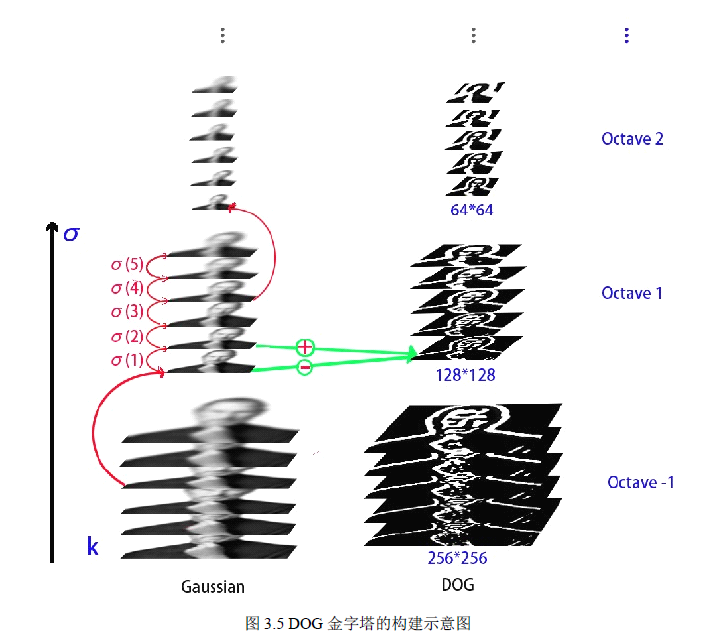 Octave 2
64*64
σ
σ(5)
σ(4)
σ(3)
σ(2)
σ(1)
+
-
Octave 1
128*128
Octave -1
k
256*256
Gaussian
DOG
图 3.5 DOG 金字塔的构建示意图